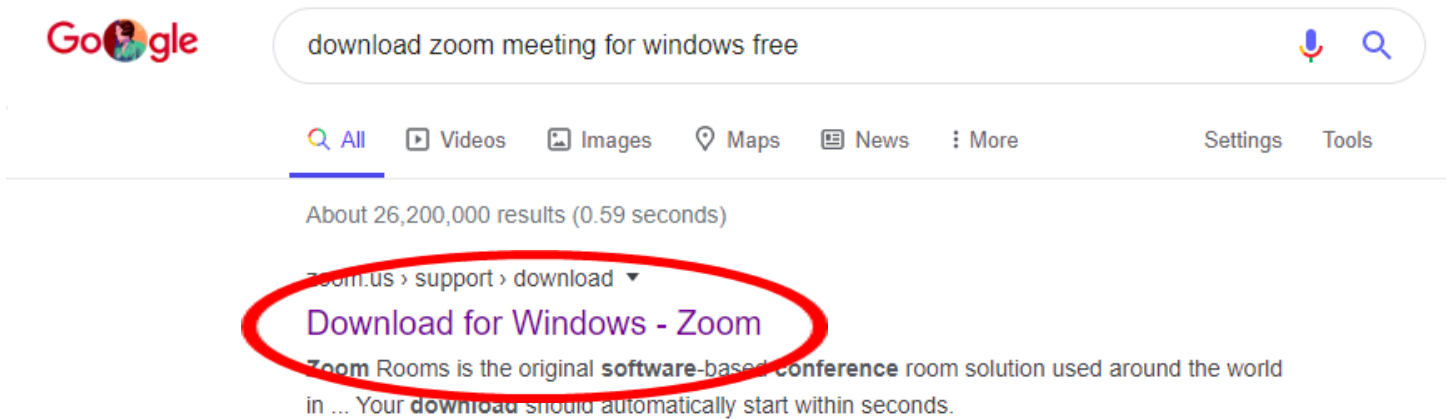 Google
download zoom meeting for windows free
All Videos Images Maps News More Settings Tools
About 26,200,000 results (0.59 seconds)
zoom.us › support › download
Download for Windows - Zoom
Zoom Rooms is the original software-based conference room solution used around the world
in ... Your download should automatically start within seconds.